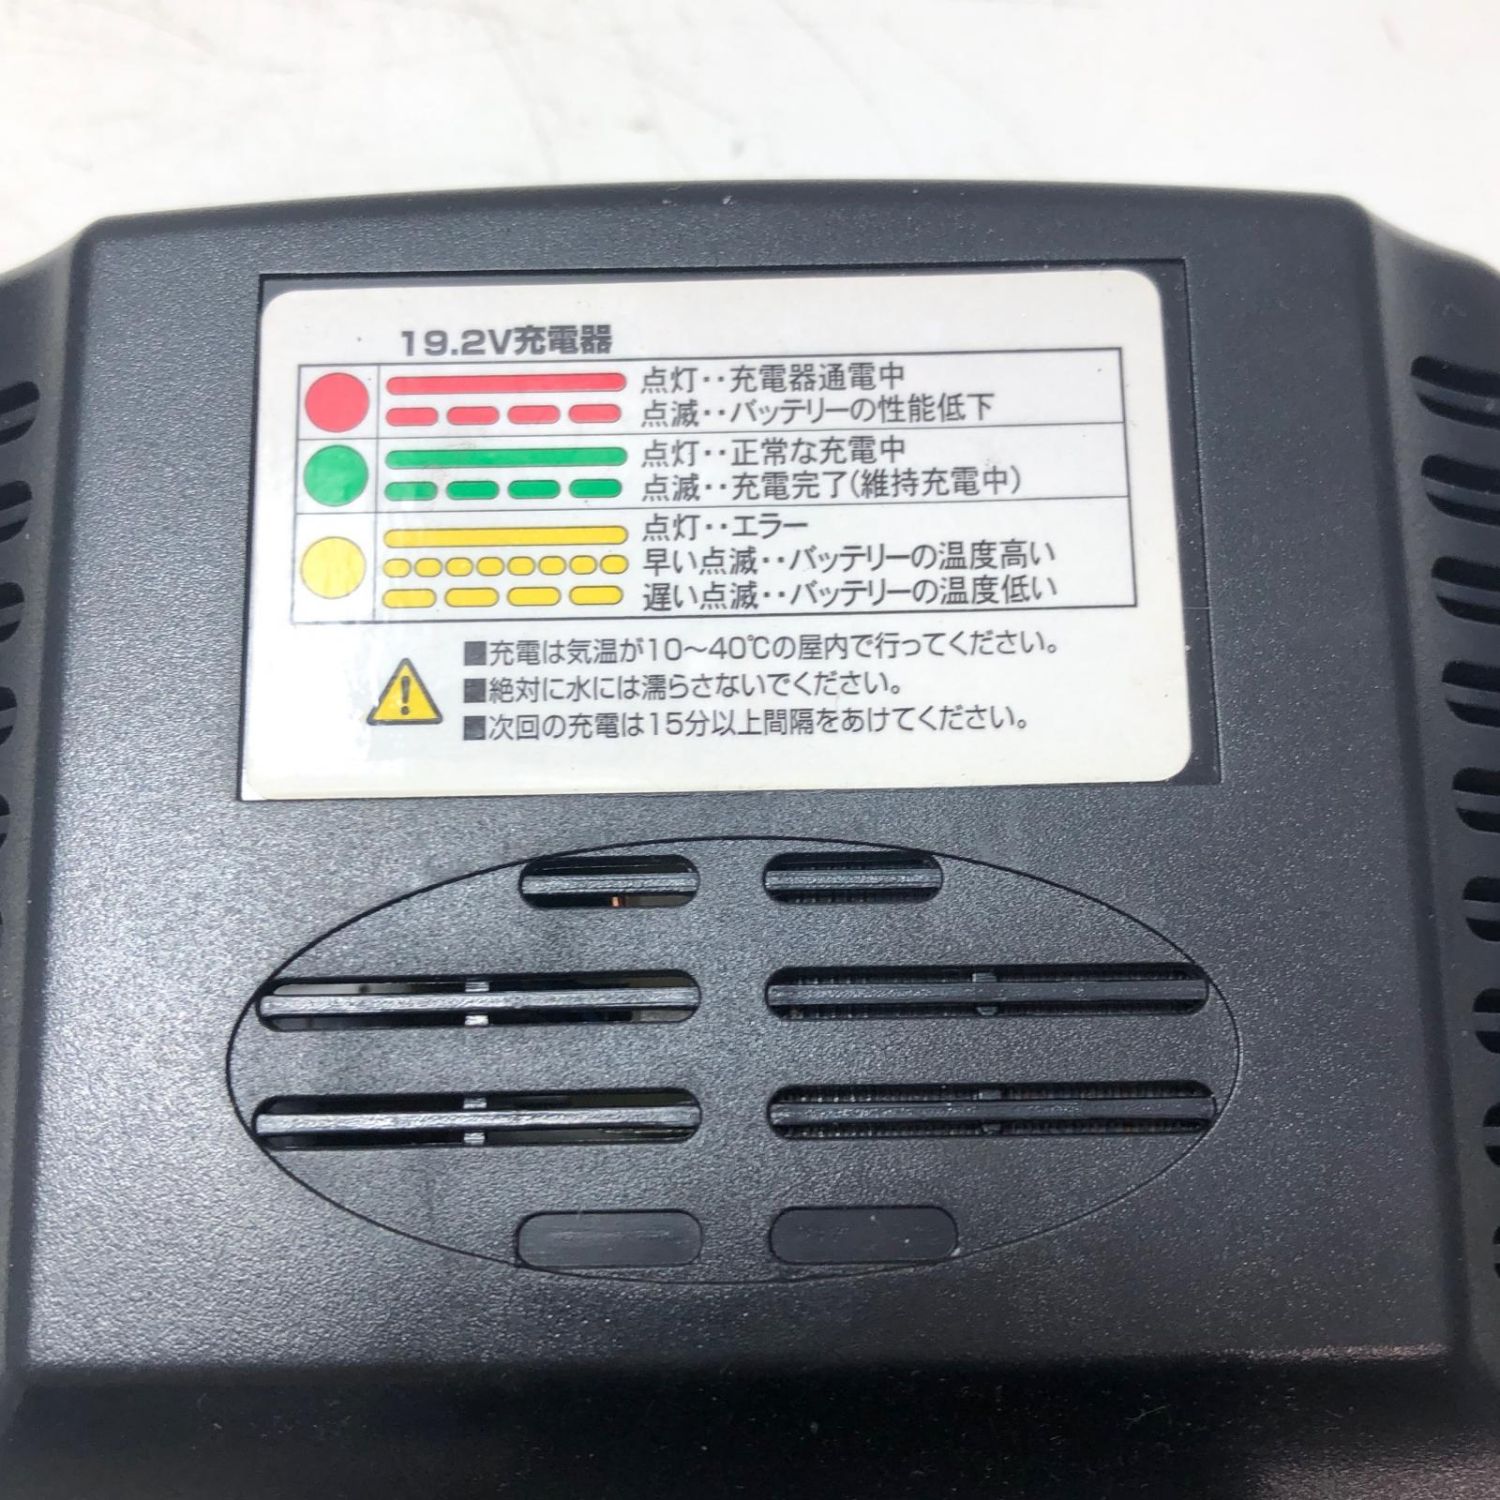 19.2V充電器
点灯‥充電器通電中
点滅‥バッテリーの性能低下
点灯‥正常な充電中
点滅‥充電完了(維持充電中)
点灯‥エラー
早い点滅‥バッテリーの温度高い
遅い点滅‥バッテリーの温度低い
■充電は気温が10～40℃の屋内で行ってください。
■絶対に水には濡らさないでください。
■次回の充電は15分以上間隔をあけてください。